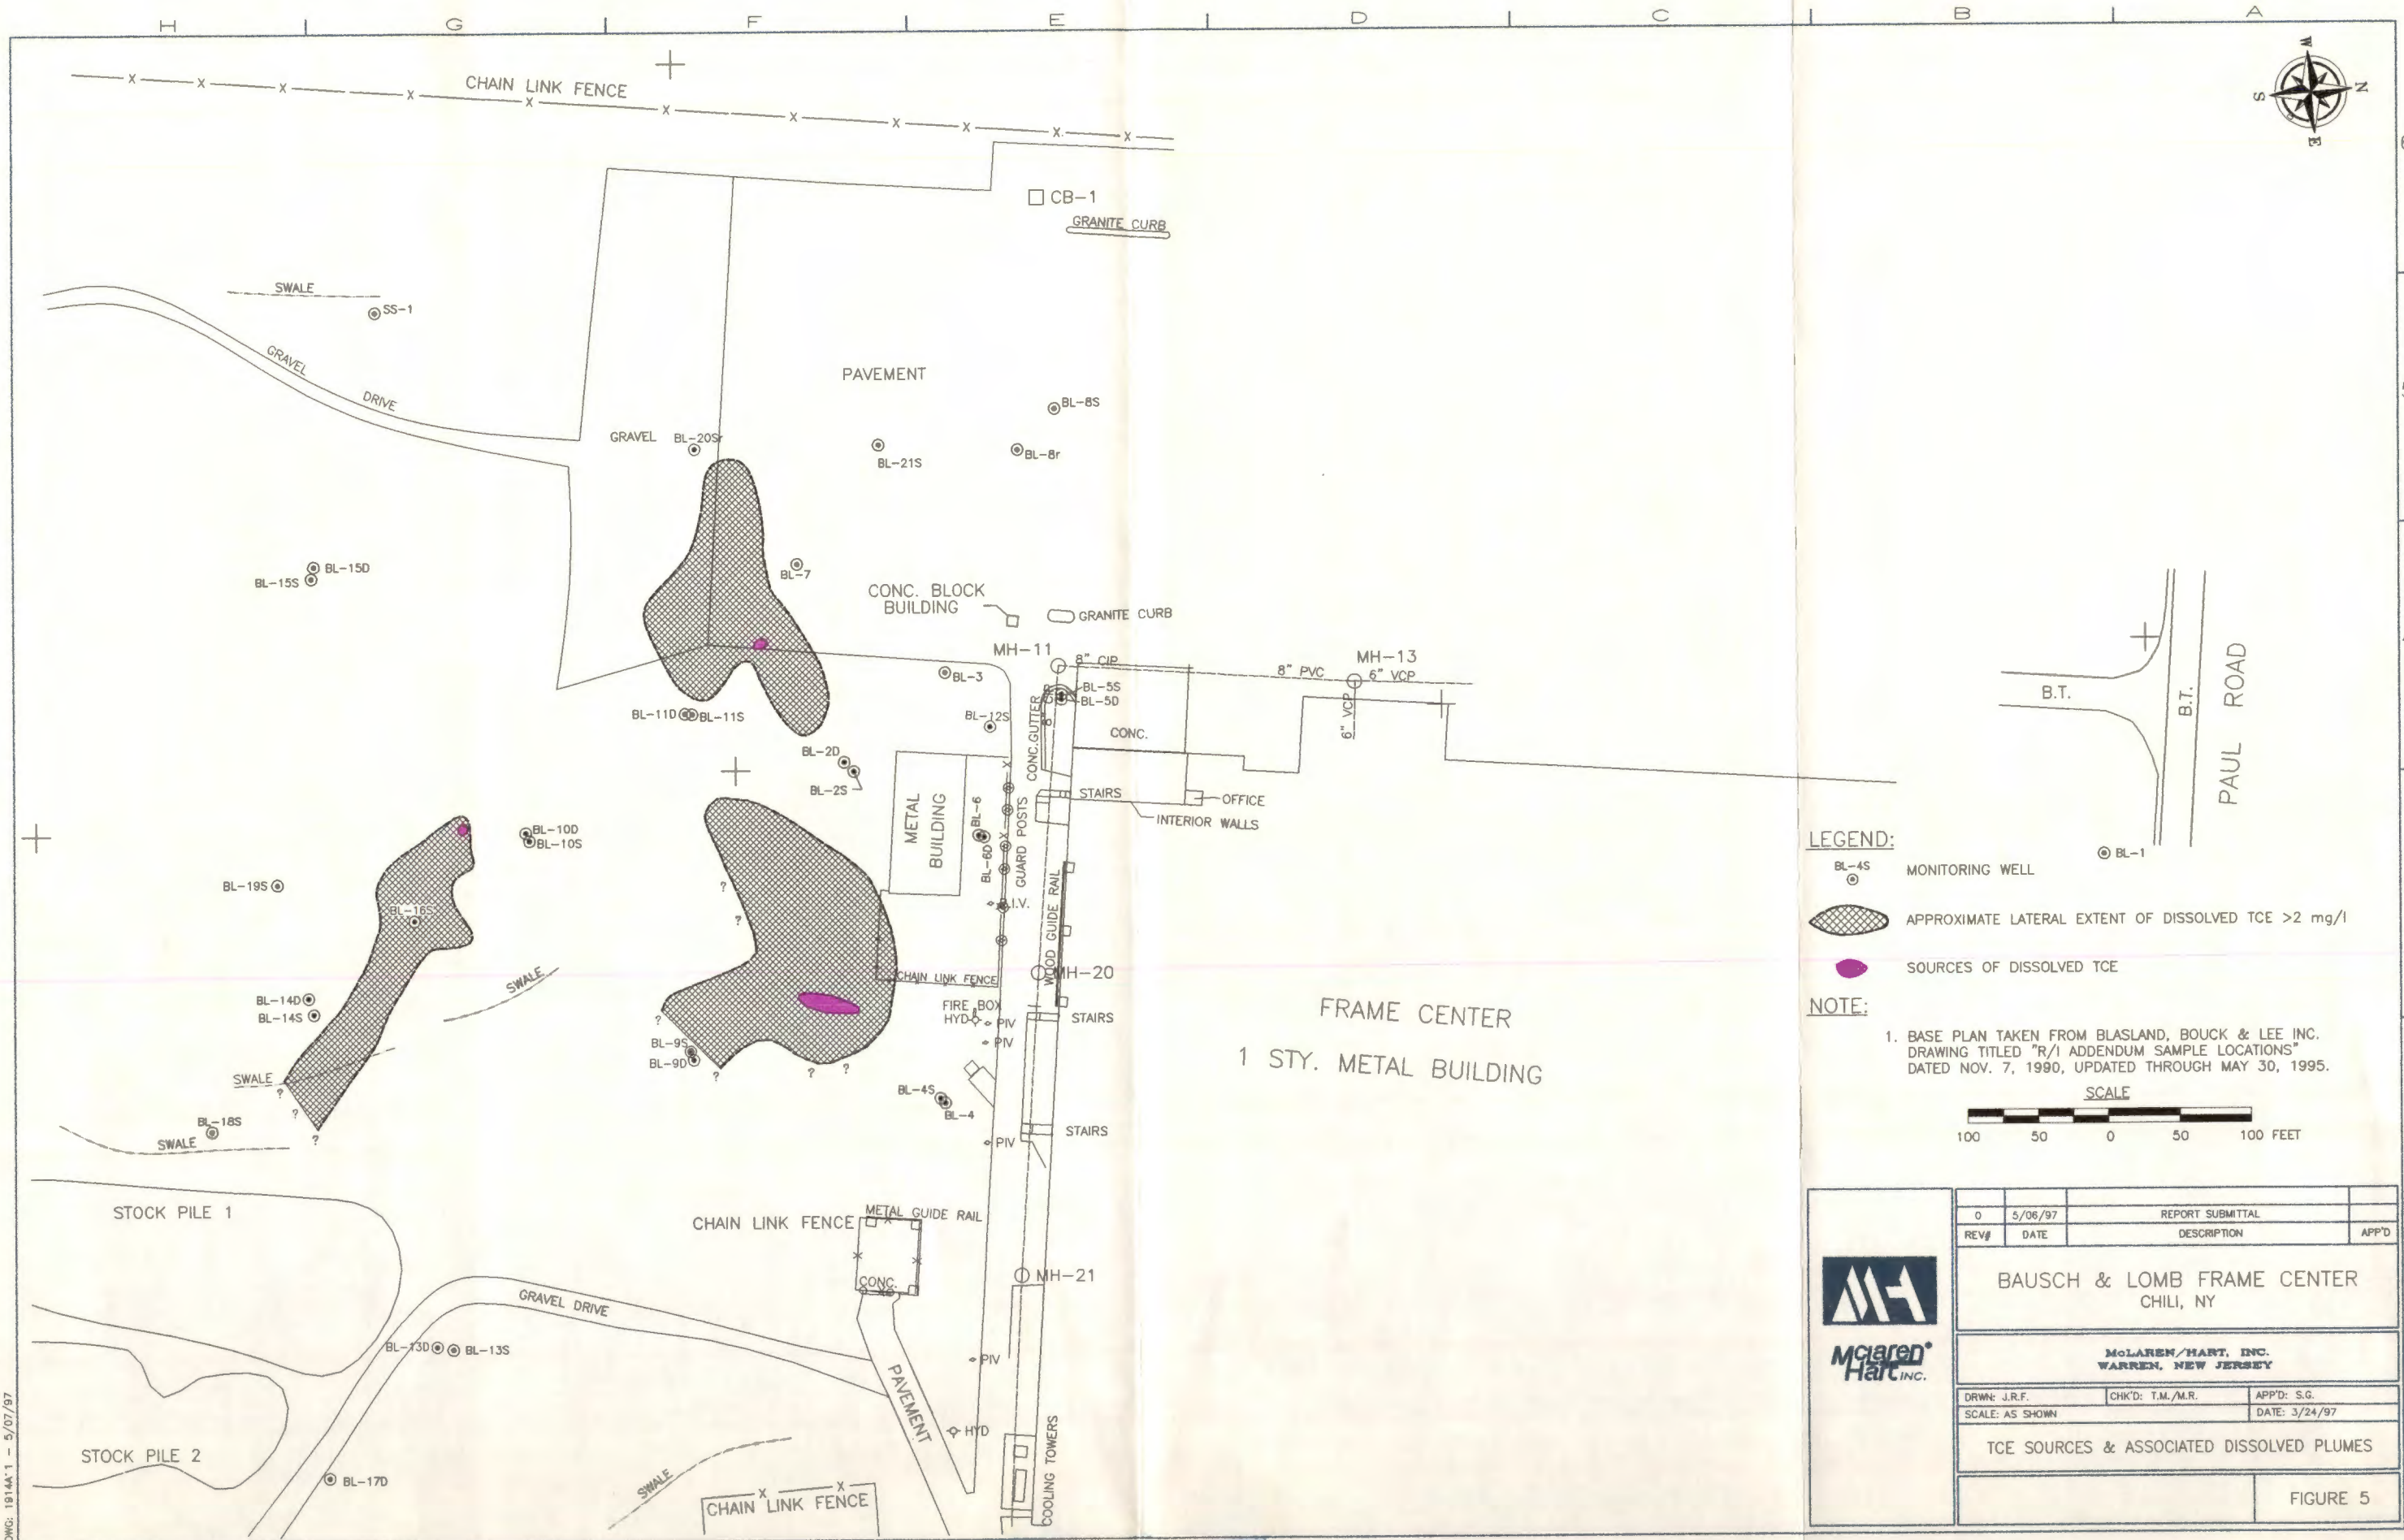 H G F E D C B A
W
N
S
E
6
CHAIN LINK FENCE
CB-1
GRANITE CURB
SWALE
SS-1
GRAVEL
DRIVE
PAVEMENT
BL-8S
GRAVEL
BL-20Sr
BL-21S
BL-8r
BL-15D
BL-15S
BL-7
CONC. BLOCK
BUILDING
GRANITE CURB
MH-11
8" CIP
8" PVC
MH-13
6" VCP
6" VCP
BL-3
BL-5S
BL-5D
BL-11D
BL-11S
BL-12S
CONC.GUTTER
CONC.
BL-2D
BL-2S
METAL
BUILDING
BL-6
BL-6D
GUARD POSTS
STAIRS
OFFICE
INTERIOR WALLS
BL-10D
BL-10S
BL-19S
BL-16S
?
?
P.I.V.
WOOD GUIDE RAIL
CHAIN LINK FENCE
MH-20
SWALE
BL-14D
BL-14S
FIRE BOX
HYD
PIV
STAIRS
PIV
?
BL-9S
BL-9D
?
?
?
SWALE
?
?
?
BL-4S
BL-4
BL-18S
SWALE
PIV
STAIRS
FRAME CENTER
1 STY. METAL BUILDING
STOCK PILE 1
CHAIN LINK FENCE
METAL GUIDE RAIL
CONC.
MH-21
GRAVEL DRIVE
BL-13D
BL-13S
PIV
PAVEMENT
HYD
STOCK PILE 2
BL-17D
SWALE
CHAIN LINK FENCE
COOLING TOWERS
B.T.
B.T.
PAUL ROAD
BL-1
LEGEND:
BL-4S
MONITORING WELL
APPROXIMATE LATERAL EXTENT OF DISSOLVED TCE >2 mg/l
SOURCES OF DISSOLVED TCE
NOTE:
1. BASE PLAN TAKEN FROM BLASLAND, BOUCK & LEE INC.
DRAWING TITLED "R/I ADDENDUM SAMPLE LOCATIONS"
DATED NOV. 7, 1990, UPDATED THROUGH MAY 30, 1995.
SCALE
100 50 0 50 100 FEET
0 5/06/97 REPORT SUBMITTAL
REV# DATE DESCRIPTION APP'D
BAUSCH & LOMB FRAME CENTER
CHILI, NY
McLaren®
Hart INC.
McLAREN/HART, INC.
WARREN, NEW JERSEY
DRWN: J.R.F. CHK'D: T.M./M.R. APP'D: S.G.
SCALE: AS SHOWN DATE: 3/24/97
TCE SOURCES & ASSOCIATED DISSOLVED PLUMES
FIGURE 5